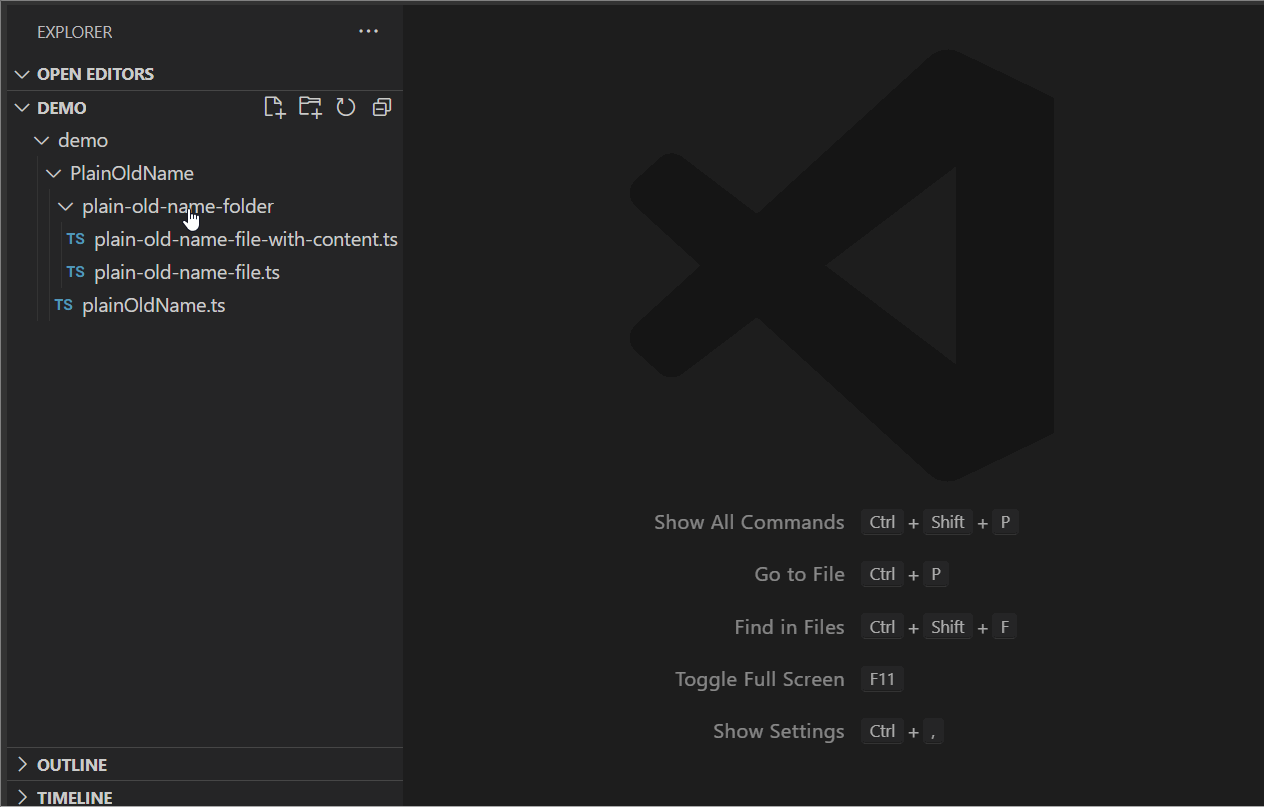 EXPLORER
OPEN EDITORS
DEMO
demo
PlainOldName
plain-old-name-folder
TS plain-old-name-file-with-content.ts
TS plain-old-name-file.ts
TS plainOldName.ts
Show All Commands Ctrl + Shift + P
Go to File Ctrl + P
Find in Files Ctrl + Shift + F
Toggle Full Screen F11
Show Settings Ctrl + ,
OUTLINE
TIMELINE